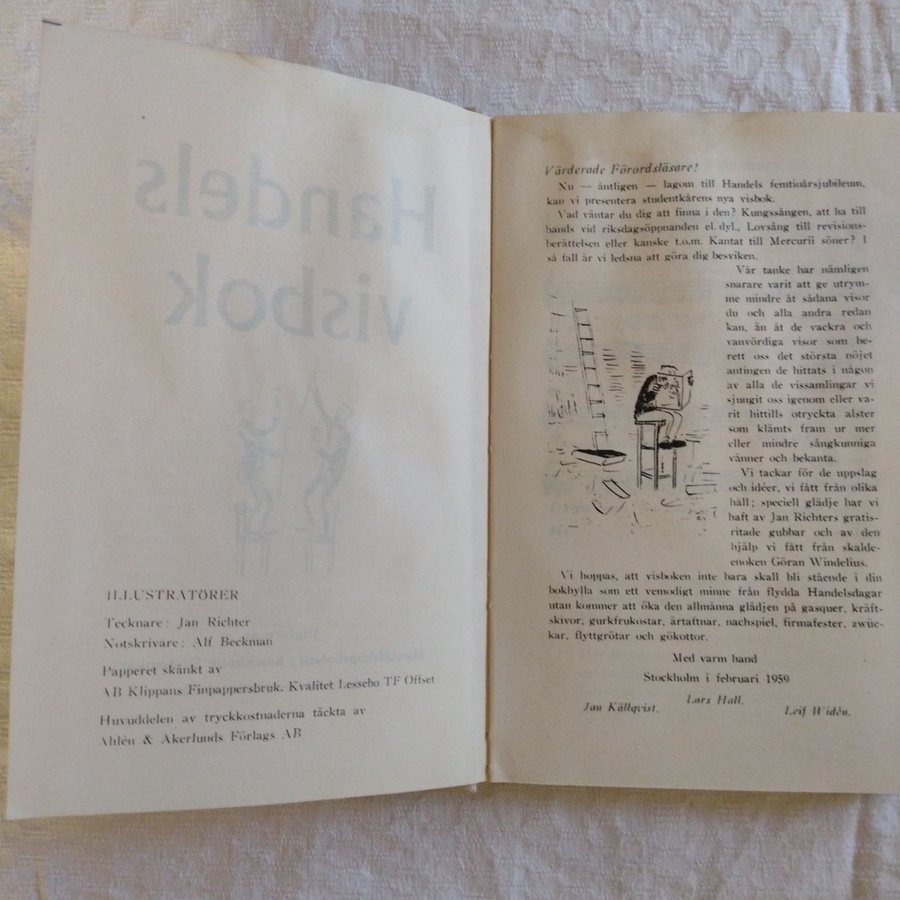 Handels
visbok
ILLUSTRATÖRER
Tecknare: Jan Richter
Notskrivare: Alf Beckman
Papperet skänkt av
AB Klippans Finpappersbruk. Kvalitet Lessebo TF Offset
Huvuddelen av tryckkostnaderna täckta av
Ahlén & Åkerlunds Förlags AB
Värderade Förordsläsare!
Nu — äntligen — lagom till Handels femtioårsjubileum,
kan vi presentera studentkårens nya visbok.
Vad väntar du dig att finna i den? Kungssången, att ha till
hands vid riksdagsöppnanden el. dyl., Lovsång till revisions-
berättelsen eller kanske t.o.m. Kantat till Mercurii söner? I
så fall är vi ledsna att göra dig besviken.
Vår tanke har nämligen
snarare varit att ge utrym-
me mindre åt sådana visor
du och alla andra redan
kan, än åt de vackra och
vanvördiga visor som be-
rett oss det största nöjet
antingen de hittats i någon
av alla de vissamlingar vi
sjungit oss igenom eller va-
rit hittills otryckta alster
som klämts fram ur mer
eller mindre sångkunniga
vänner och bekanta.
Vi tackar för de uppslag
och idéer, vi fått från olika
håll; speciell glädje har vi
haft av Jan Richters gratis-
ritade gubbar och av den
hjälp vi fått från skalde-
enoken Göran Windelius.
Vi hoppas, att visboken inte bara skall bli stående i din
bokhylla som ett vemodigt minne från flydda Handelsdagar
utan kommer att öka den allmänna glädjen på gasquer, kräft-
skivor, gurkfrukostar, ärtaftnar, nachspiel, firmafester, zwüc-
kar, flyttgrötar och gökottor.
Med varm hand
Stockholm i februari 1959
Jan Källqvist. Lars Hall. Leif Widén.